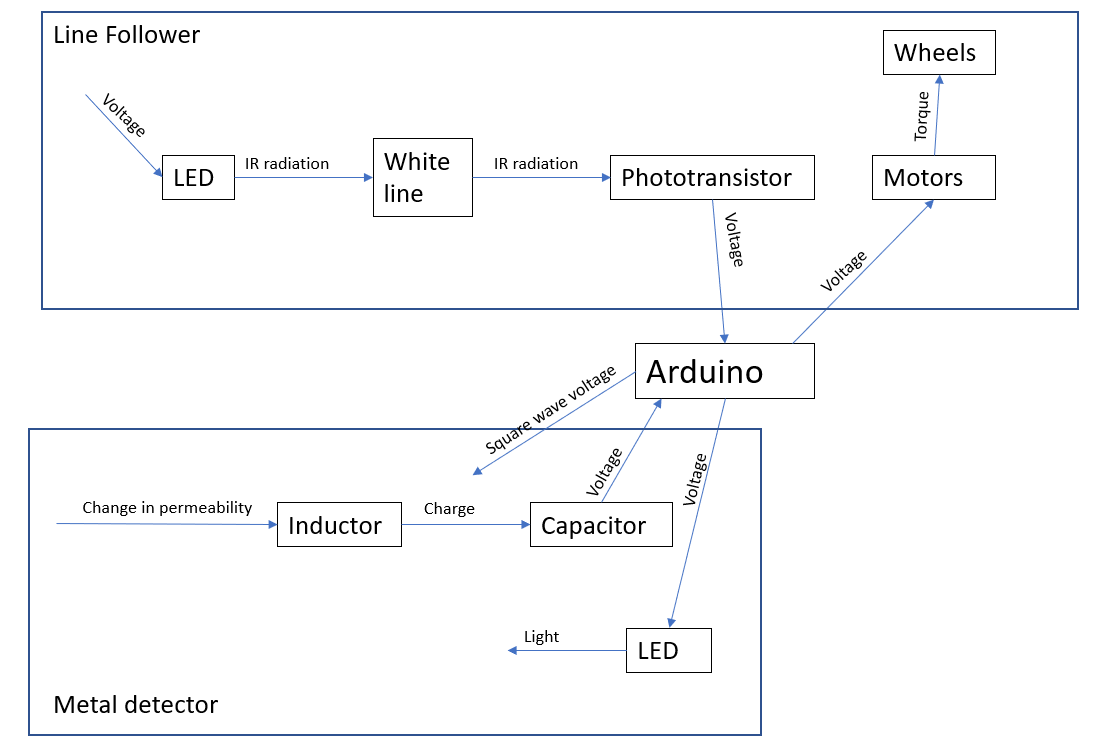 Line Follower
Wheels
Voltage
Torque
LED
IR radiation
White
line
IR radiation
Phototransistor
Motors
Voltage
Voltage
Arduino
Square wave voltage
Voltage
Voltage
Change in permeability
Inductor
Charge
Capacitor
Light
LED
Metal detector